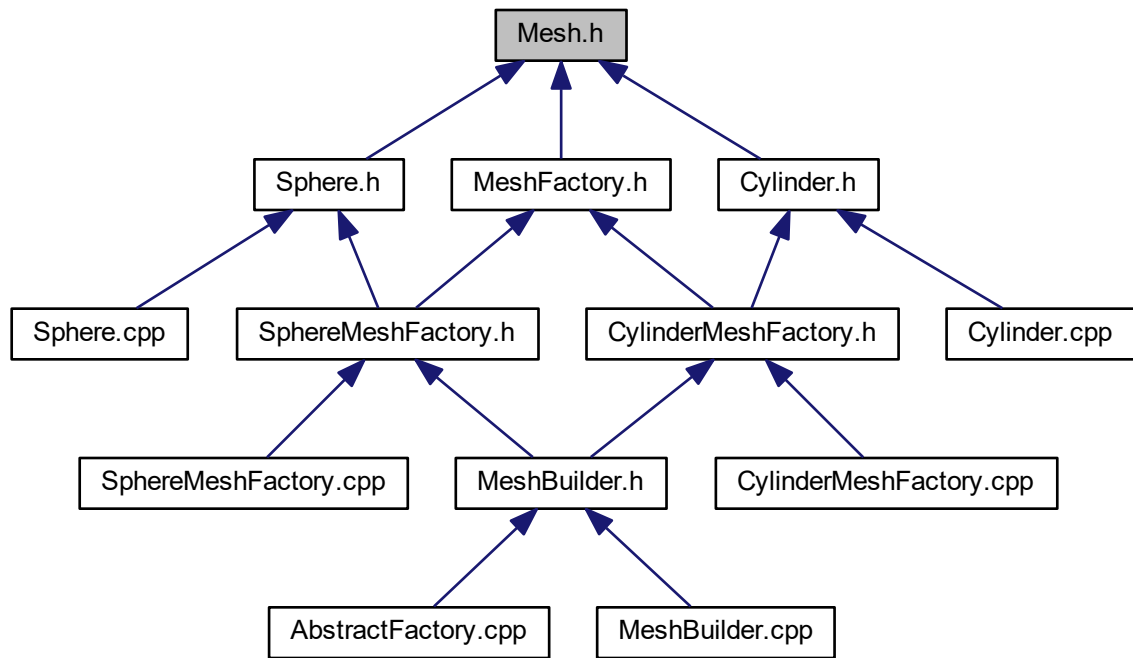 Mesh.h
Sphere.h
MeshFactory.h
Cylinder.h
Sphere.cpp
SphereMeshFactory.h
CylinderMeshFactory.h
Cylinder.cpp
SphereMeshFactory.cpp
MeshBuilder.h
CylinderMeshFactory.cpp
AbstractFactory.cpp
MeshBuilder.cpp